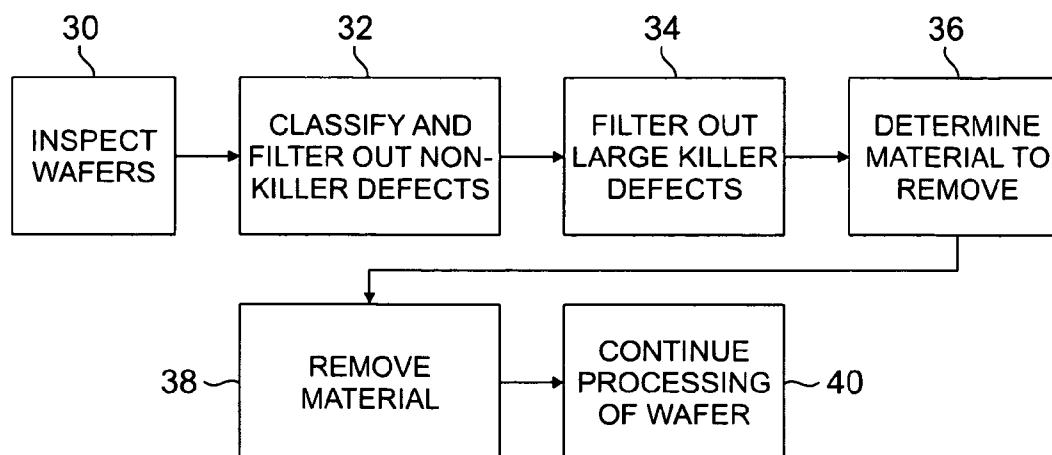 30
32
34
36
INSPECT
WAFERS
CLASSIFY AND
FILTER OUT NON-
KILLER DEFECTS
FILTER OUT
LARGE KILLER
DEFECTS
DETERMINE
MATERIAL TO
REMOVE
38
REMOVE
MATERIAL
CONTINUE
PROCESSING
OF WAFER
40